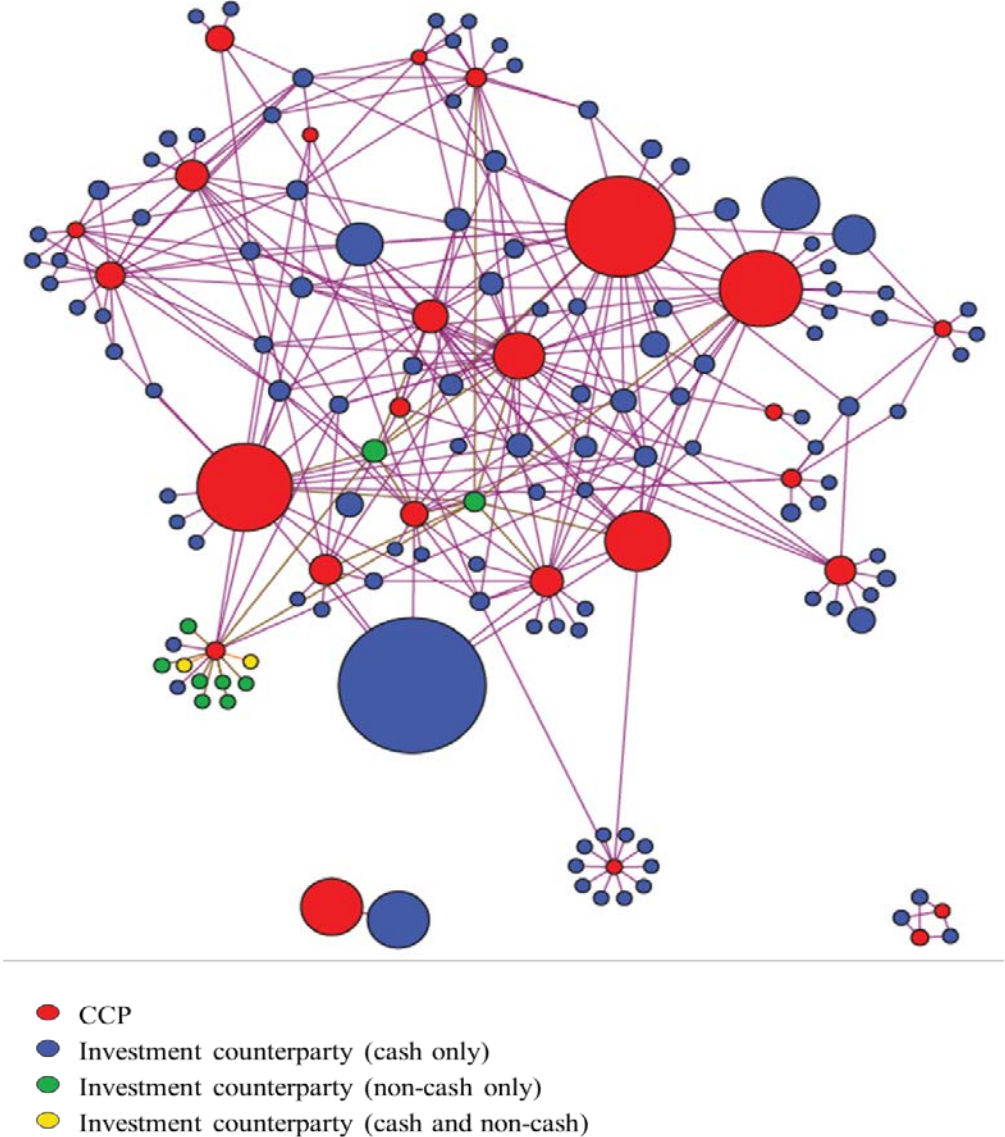 CCP
Investment counterparty (cash only)
Investment counterparty (non-cash only)
Investment counterparty (cash and non-cash)